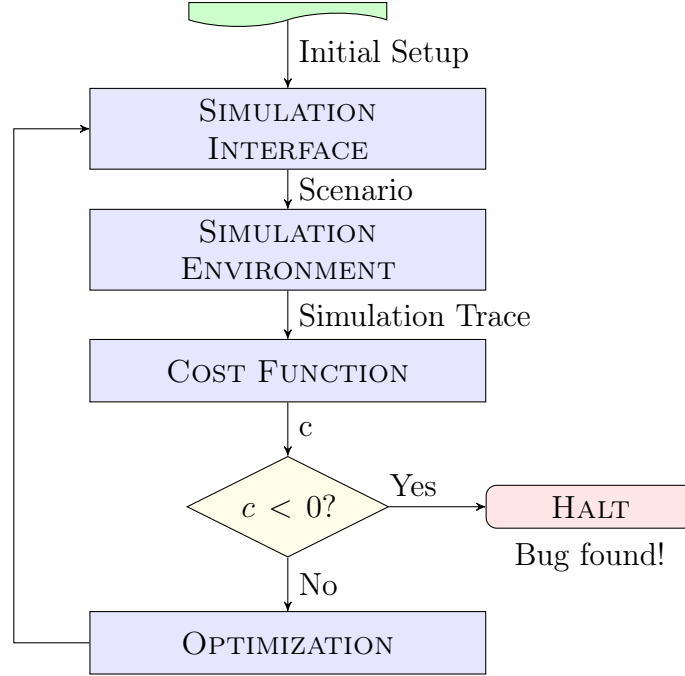 Initial Setup
SIMULATION
INTERFACE
Scenario
SIMULATION
ENVIRONMENT
Simulation Trace
COST FUNCTION
c
c < 0?
Yes
HALT
Bug found!
No
OPTIMIZATION